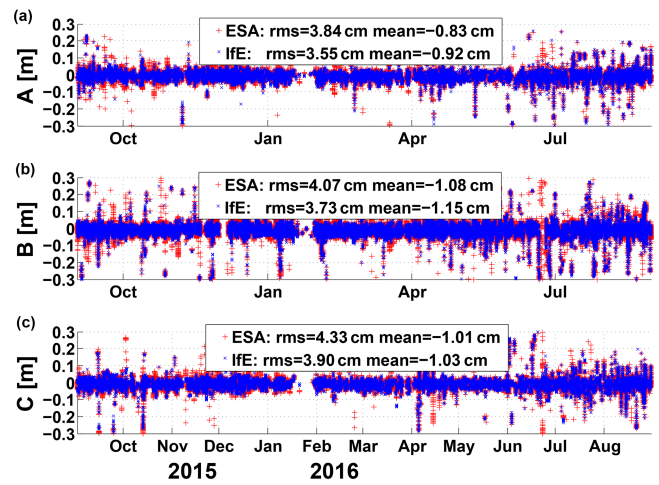 (a)
0.3
0.2
0.1
0
−0.1
−0.2
−0.3
A [m]
ESA: rms=3.84 cm mean=−0.83 cm
IfE: rms=3.55 cm mean=−0.92 cm
Oct Jan Apr Jul
(b)
0.3
0.2
0.1
0
−0.1
−0.2
−0.3
B [m]
ESA: rms=4.07 cm mean=−1.08 cm
IfE: rms=3.73 cm mean=−1.15 cm
Oct Jan Apr Jul
(c)
0.3
0.2
0.1
0
−0.1
−0.2
−0.3
C [m]
ESA: rms=4.33 cm mean=−1.01 cm
IfE: rms=3.90 cm mean=−1.03 cm
Oct Nov Dec Jan Feb Mar Apr May Jun Jul Aug
2015 2016